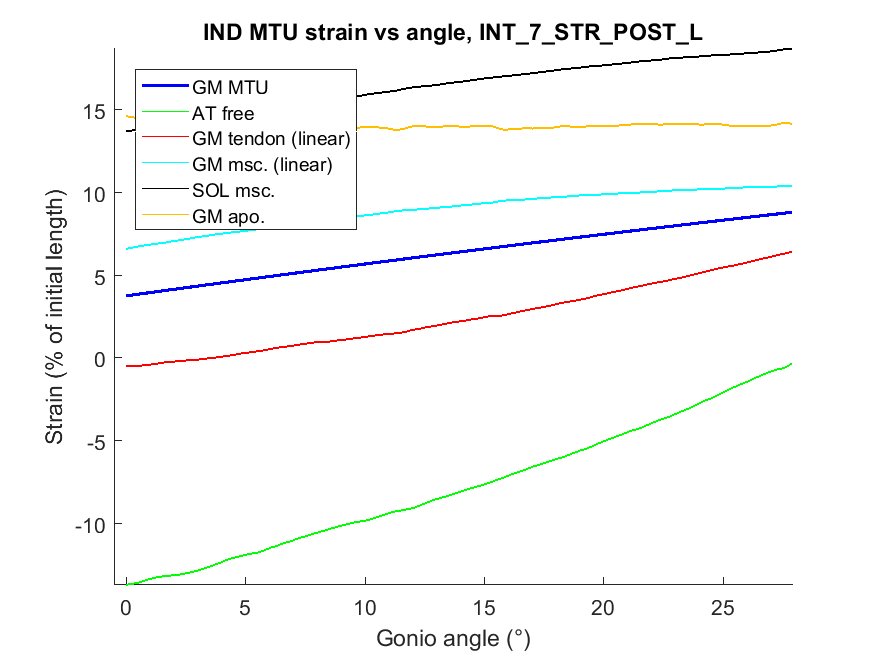 IND MTU strain vs angle, INT_7_STR_POST_L
GM MTU
AT free
GM tendon (linear)
GM msc. (linear)
SOL msc.
GM apo.
15
10
5
0
-5
-10
Strain (% of initial length)
0 5 10 15 20 25
Gonio angle (°)